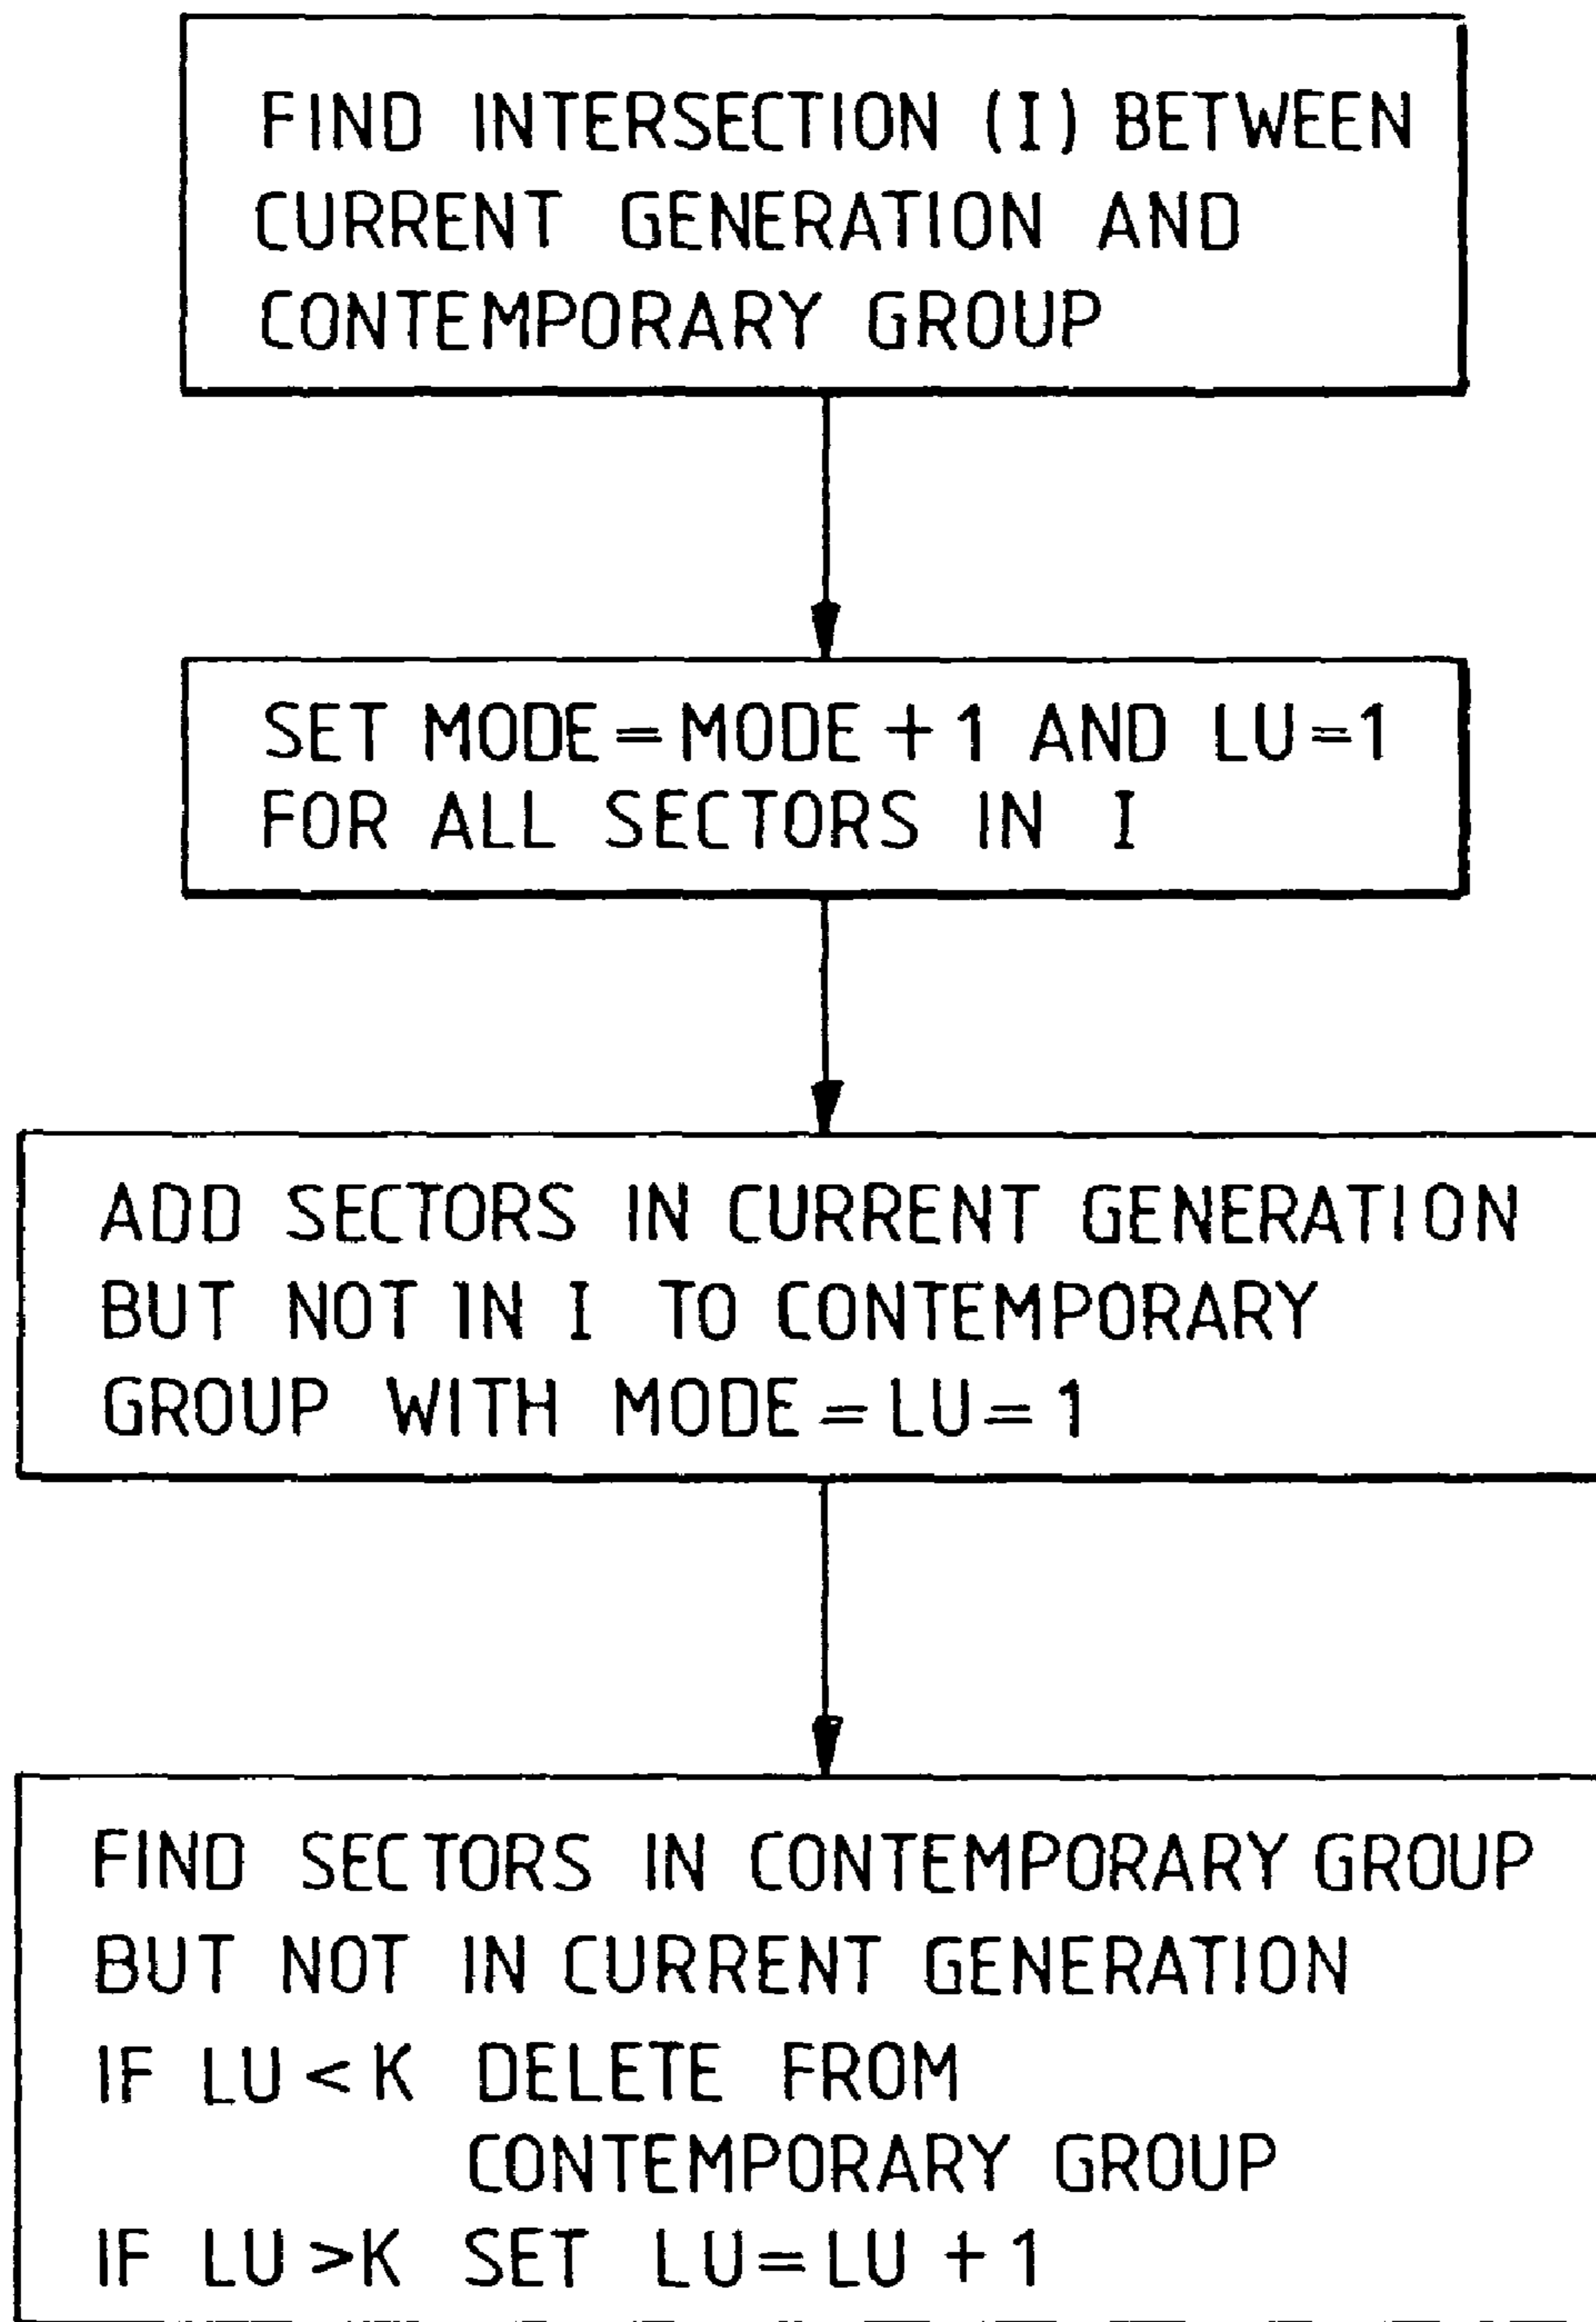 FIND INTERSECTION (I) BETWEEN
CURRENT GENERATION AND
CONTEMPORARY GROUP
SET MODE=MODE+1 AND LU=1
FOR ALL SECTORS IN I
ADD SECTORS IN CURRENT GENERATION
BUT NOT IN I TO CONTEMPORARY
GROUP WITH MODE=LU=1
FIND SECTORS IN CONTEMPORARY GROUP
BUT NOT IN CURRENT GENERATION
IF LU<K DELETE FROM
CONTEMPORARY GROUP
IF LU>K SET LU=LU+1